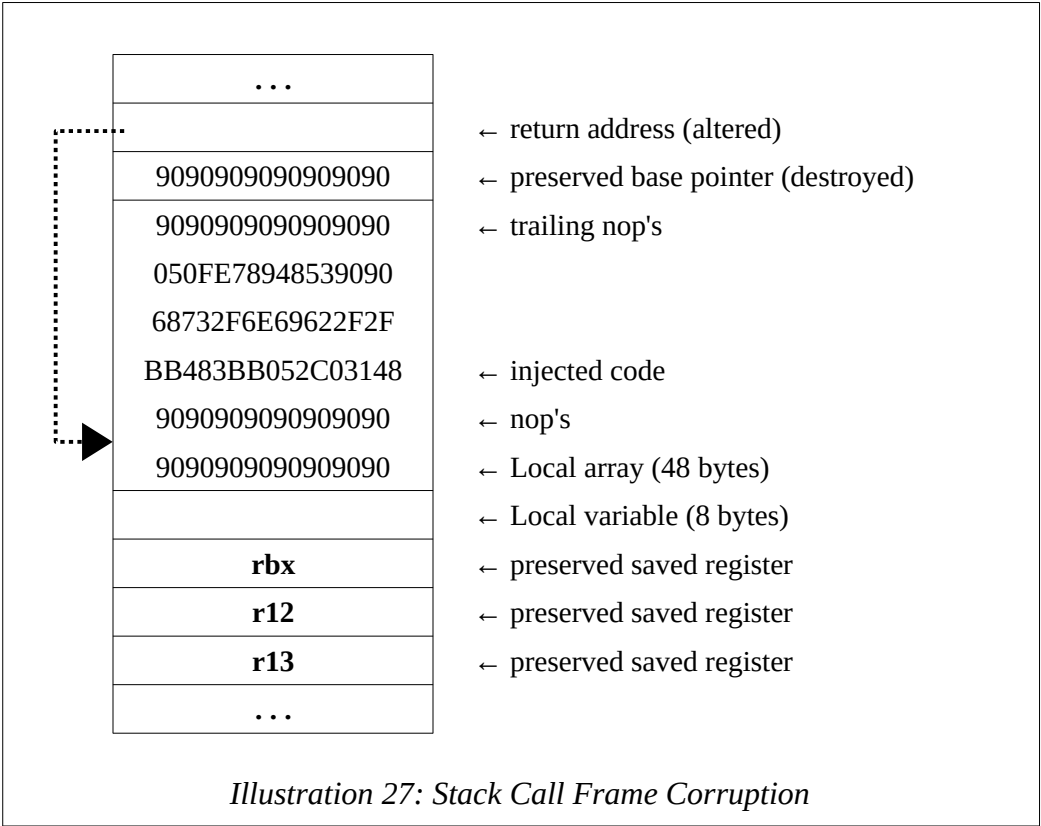 . . .
← return address (altered)
9090909090909090 ← preserved base pointer (destroyed)
9090909090909090 ← trailing nop's
050FE78948539090
68732F6E69622F2F
BB483BB052C03148 ← injected code
9090909090909090 ← nop's
9090909090909090 ← Local array (48 bytes)
← Local variable (8 bytes)
rbx ← preserved saved register
r12 ← preserved saved register
r13 ← preserved saved register
. . .
Illustration 27: Stack Call Frame Corruption